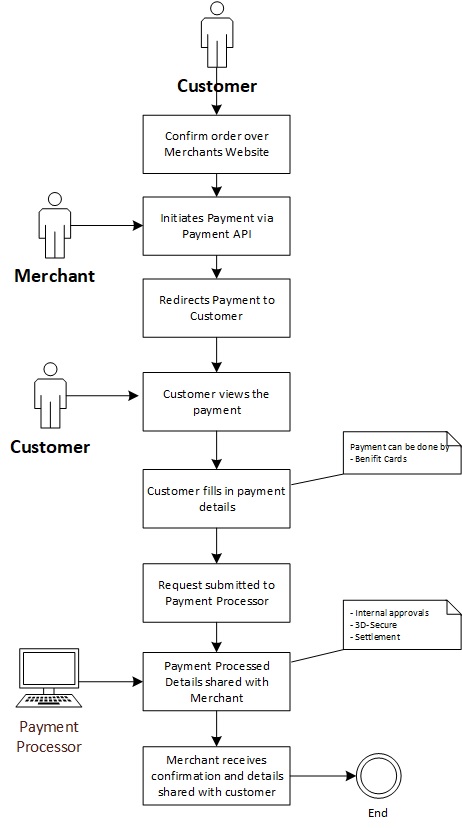 Customer
Confirm order over
Merchants Website
Initiates Payment via
Payment API
Merchant
Redirects Payment to
Customer
Customer views the
payment
Customer
Payment can be done by
- Benifit Cards
Customer fills in payment
details
Request submitted to
Payment Processor
- Internal approvals
- 3D-Secure
- Settlement
Payment Processed
Details shared with
Merchant
Payment
Processor
Merchant receives
confirmation and details
shared with customer
End